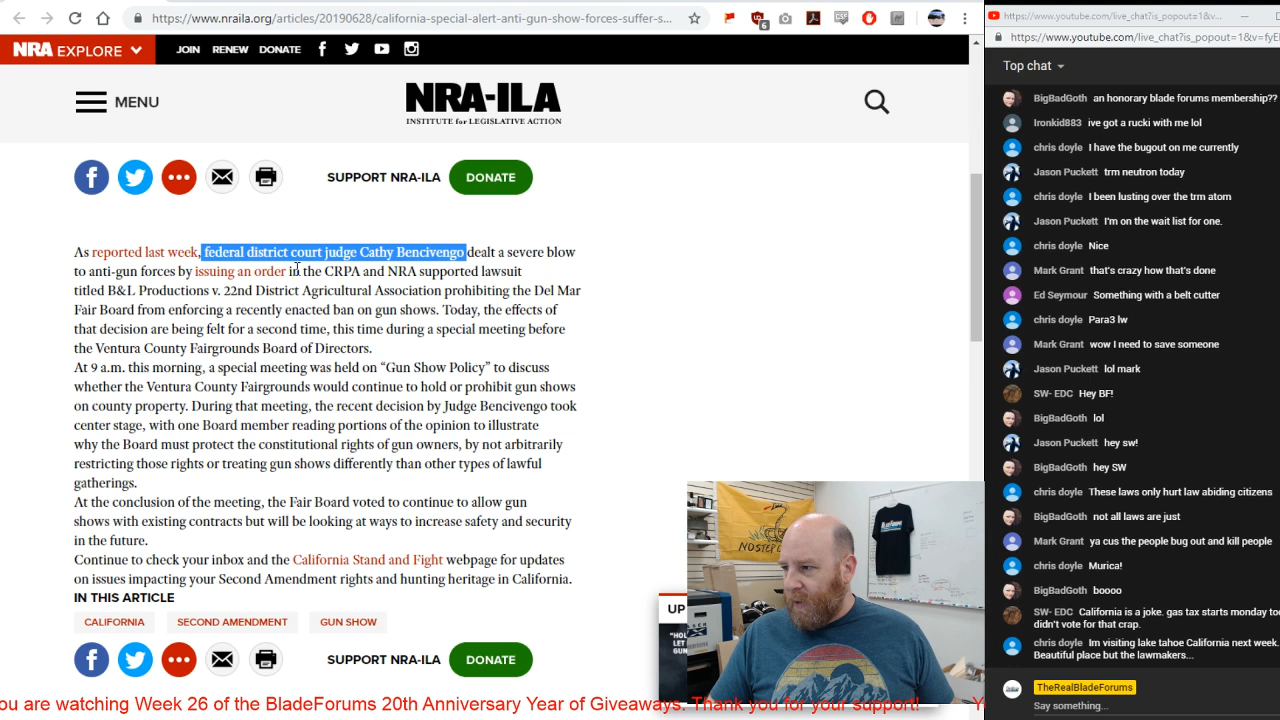 https://www.nraila.org/articles/20190628/california-special-alert-anti-gun-show-forces-suffer-s...
6
https://www.youtube.com/live_chat?is_popout=1&v...
https://www.youtube.com/live_chat?is_popout=1&v=fyE
NRA EXPLORE
JOIN RENEW DONATE
MENU
NRA-ILA
INSTITUTE for LEGISLATIVE ACTION
SUPPORT NRA-ILA DONATE
As reported last week, federal district court judge Cathy Bencivengo dealt a severe blow
to anti-gun forces by issuing an order in the CRPA and NRA supported lawsuit
titled B&L Productions v. 22nd District Agricultural Association prohibiting the Del Mar
Fair Board from enforcing a recently enacted ban on gun shows. Today, the effects of
that decision are being felt for a second time, this time during a special meeting before
the Ventura County Fairgrounds Board of Directors.
At 9 a.m. this morning, a special meeting was held on “Gun Show Policy” to discuss
whether the Ventura County Fairgrounds would continue to hold or prohibit gun shows
on county property. During that meeting, the recent decision by Judge Bencivengo took
center stage, with one Board member reading portions of the opinion to illustrate
why the Board must protect the constitutional rights of gun owners, by not arbitrarily
restricting those rights or treating gun shows differently than other types of lawful
gatherings.
At the conclusion of the meeting, the Fair Board voted to continue to allow gun
shows with existing contracts but will be looking at ways to increase safety and security
in the future.
Continue to check your inbox and the California Stand and Fight webpage for updates
on issues impacting your Second Amendment rights and hunting heritage in California.
IN THIS ARTICLE
CALIFORNIA SECOND AMENDMENT GUN SHOW
SUPPORT NRA-ILA DONATE
UP
"HOL
LET
GUN
NO STEP
Top chat
BigBadGoth an honorary blade forums membership??
Ironkid883 ive got a rucki with me lol
chris doyle I have the bugout on me currently
Jason Puckett trm neutron today
chris doyle I been lusting over the trm atom
Jason Puckett I'm on the wait list for one.
chris doyle Nice
Mark Grant that's crazy how that's done
Ed Seymour Something with a belt cutter
chris doyle Para3 lw
Mark Grant wow I need to save someone
Jason Puckett lol mark
SW- EDC Hey BF!
BigBadGoth lol
Jason Puckett hey sw!
BigBadGoth hey SW
chris doyle These laws only hurt law abiding citizens
BigBadGoth not all laws are just
Mark Grant ya cus the people bug out and kill people
chris doyle Murica!
BigBadGoth boooo
SW- EDC California is a joke. gas tax starts monday too
didn't vote for that crap.
chris doyle Im visiting lake tahoe California next week.
Beautiful place but the lawmakers...
TheRealBladeForums
Say something...
ou are watching Week 26 of the BladeForums 20th Anniversary Year of Giveaways. Thank you for your support! Y